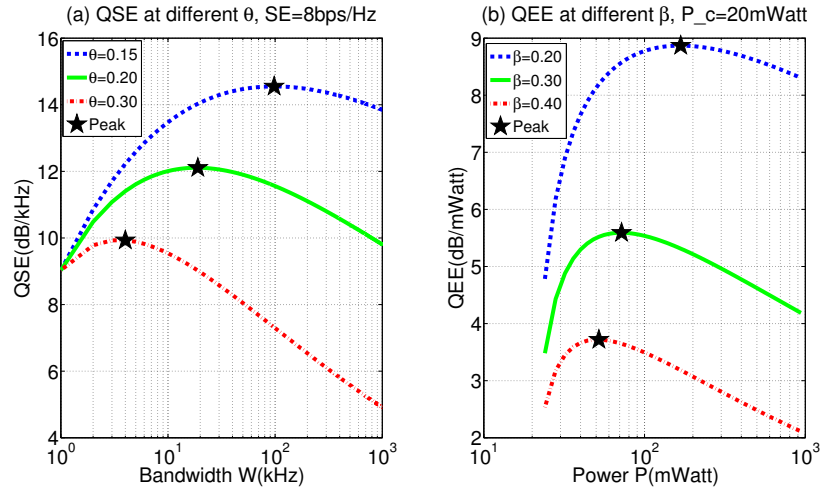 (a) QSE at different θ, SE=8bps/Hz
QSE(dB/kHz)
16
14
12
10
8
6
4
θ=0.15
θ=0.20
θ=0.30
Peak
10^0
10^1
10^2
10^3
Bandwidth W(kHz)
(b) QEE at different β, P_c=20mWatt
QEE(dB/mWatt)
9
8
7
6
5
4
3
2
β=0.20
β=0.30
β=0.40
Peak
10^1
10^2
10^3
Power P(mWatt)